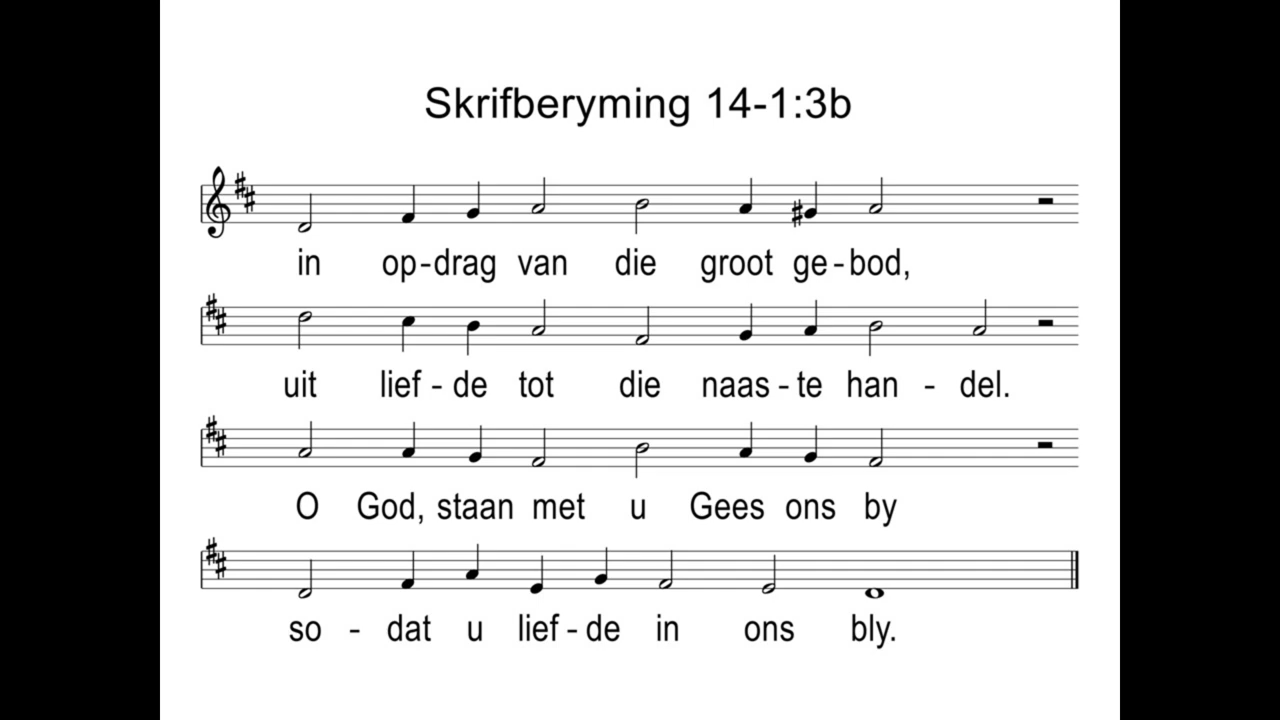 Skrifberyming 14-1:3b
in op-drag van die groot ge-bod,
uit lief-de tot die naas-te han-del.
O God, staan met u Gees ons by
so-dat u lief-de in ons bly.